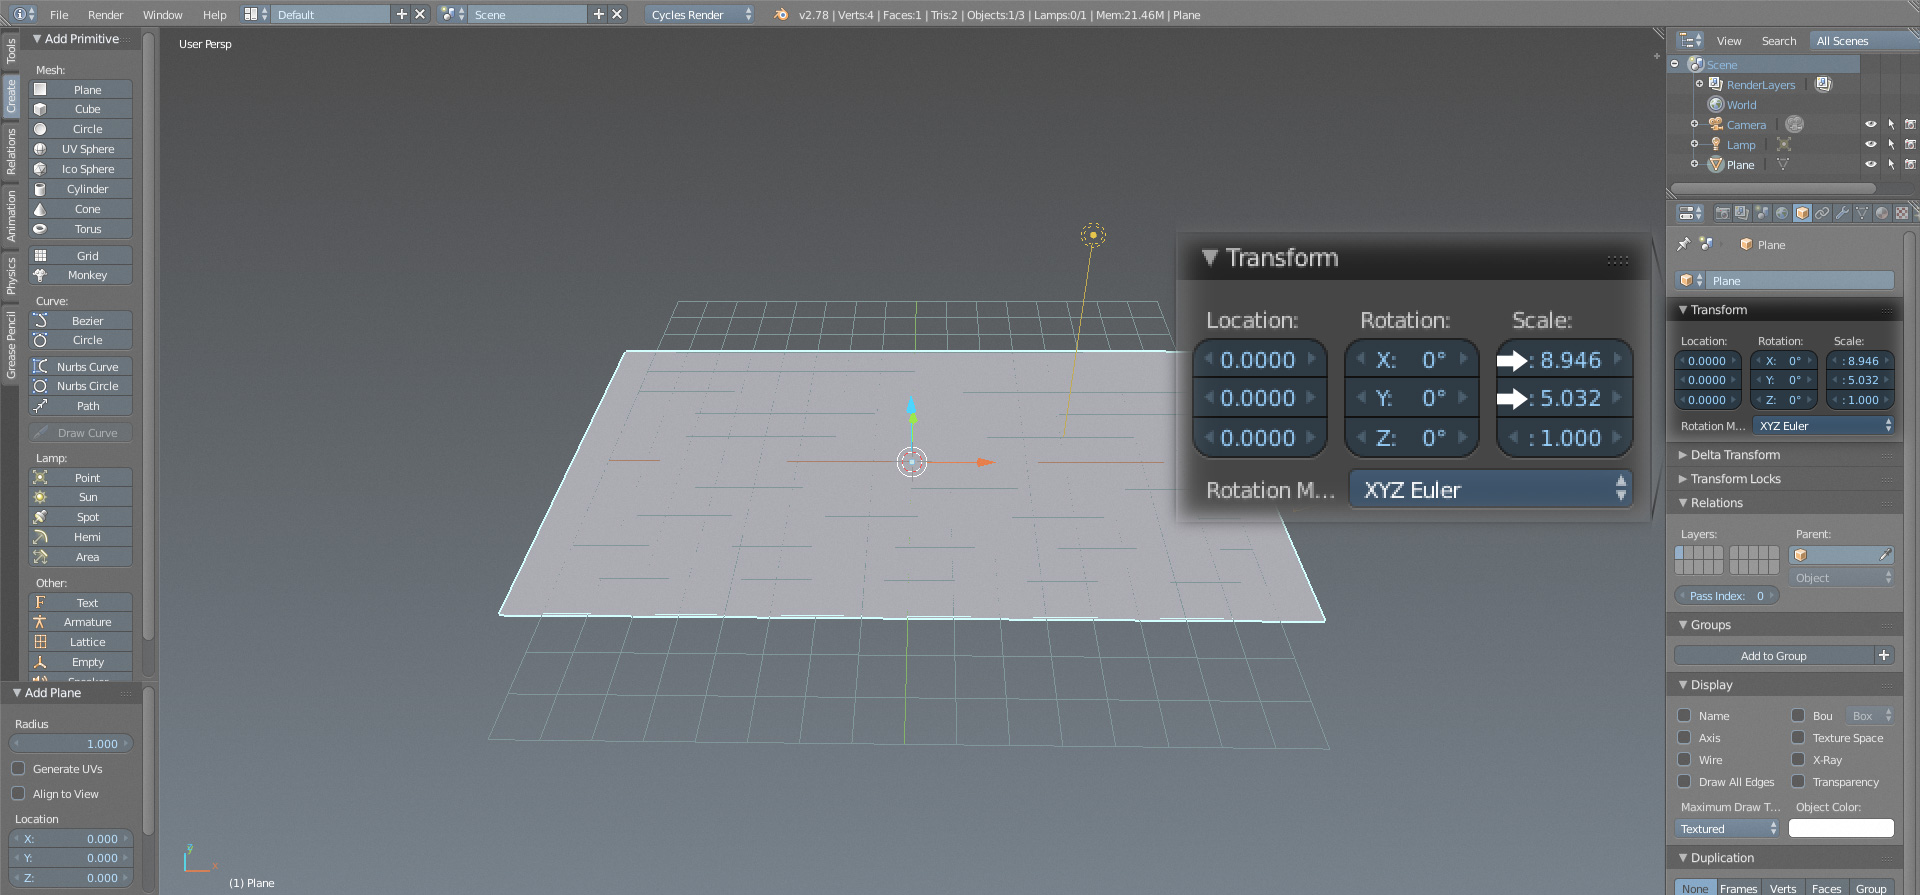 File Render Window Help Default Scene Cycles Render v2.78 | Verts:4 | Faces:1 | Tris:2 | Objects:1/3 | Lamps:0/1 | Mem:21.46M | Plane
Tools
Create
Relations
Animation
Physics
Grease Pencil
Add Primitive
Mesh:
Plane
Cube
Circle
UV Sphere
Ico Sphere
Cylinder
Cone
Torus
Grid
Monkey
Curve:
Bezier
Circle
Nurbs Curve
Nurbs Circle
Path
Draw Curve
Lamp:
Point
Sun
Spot
Hemi
Area
Other:
Text
Armature
Lattice
Empty
Add Plane
Radius
1.000
Generate UVs
Align to View
Location
X: 0.000
Y: 0.000
Z: 0.000
User Persp
Transform
Location: Rotation: Scale:
0.0000 X: 0° : 8.946
0.0000 Y: 0° : 5.032
0.0000 Z: 0° : 1.000
Rotation M... XYZ Euler
y
x
(1) Plane
View Search All Scenes
Scene
RenderLayers
World
Camera
Lamp
Plane
Plane
Plane
Transform
Location: Rotation: Scale:
0.0000 X: 0° : 8.946
0.0000 Y: 0° : 5.032
0.0000 Z: 0° : 1.000
Rotation M... XYZ Euler
Delta Transform
Transform Locks
Relations
Layers: Parent:
Object
Pass Index: 0
Groups
Add to Group
Display
Name Bou Box
Axis Texture Space
Wire X-Ray
Draw All Edges Transparency
Maximum Draw T... Object Color:
Textured
Duplication
None Frames Verts Faces Group